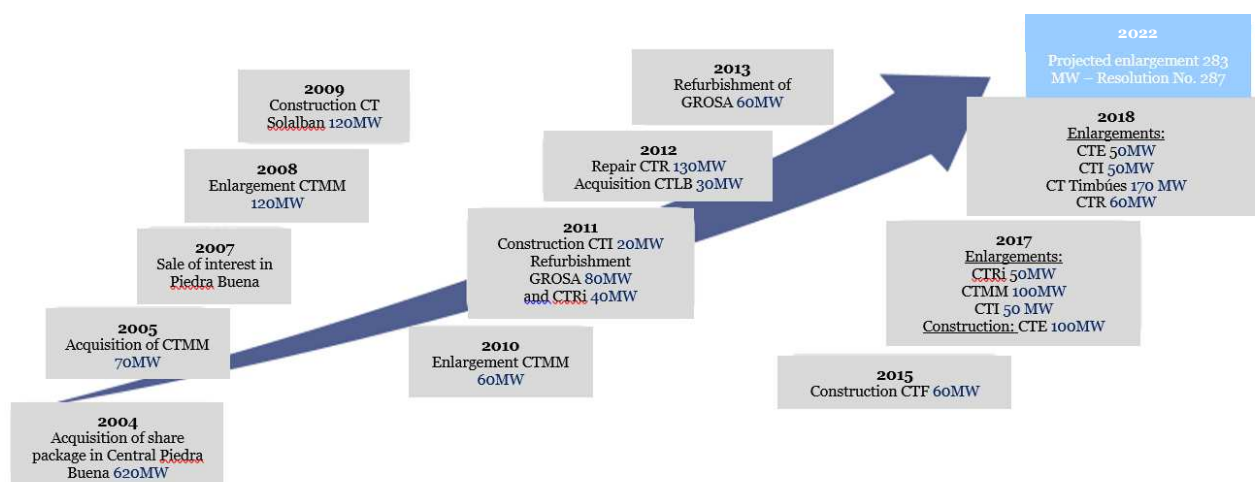 2004
Acquisition of share
package in Central Piedra
Buena 620MW
2005
Acquisition of CTMM
70MW
2007
Sale of interest in
Piedra Buena
2008
Enlargement CTMM
120MW
2009
Construction CT
Solalban 120MW
2010
Enlargement CTMM
60MW
2011
Construction CTI 20MW
Refurbishment
GROSA 80MW
and CTRi 40MW
2012
Repair CTR 130MW
Acquisition CTLB 30MW
2013
Refurbishment of
GROSA 60MW
2015
Construction CTF 60MW
2017
Enlargements:
CTRi 50MW
CTMM 100MW
CTI 50 MW
Construction: CTE 100MW
2018
Enlargements:
CTE 50MW
CTI 50MW
CT Timbúes 170 MW
CTR 60MW
2022
Projected enlargement 283
MW – Resolution No. 287